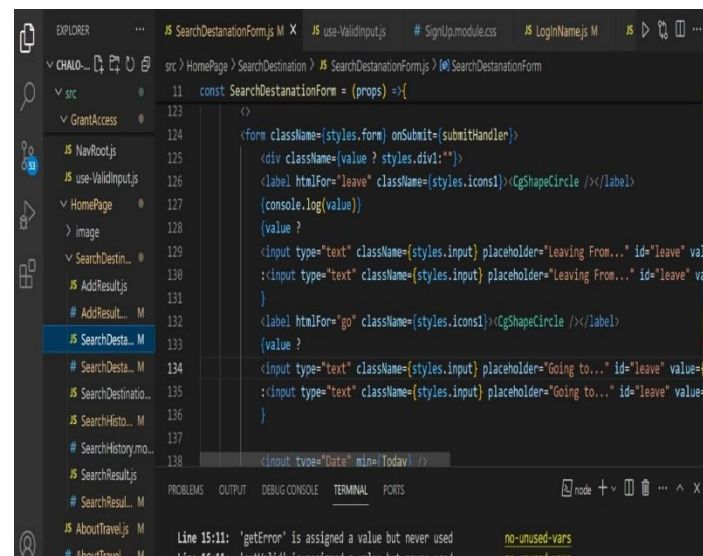 EXPLORER ...
JS SearchDestanationForm.js M X JS use-ValidInput.js # SignUp.module.css JS LogInName.js M JS
CHALO-...
src > HomePage > SearchDestination > JS SearchDestanationForm.js > SearchDestanationForm
src
11 const SearchDestanationForm = (props) =>{
GrantAccess
JS NavRoot.js
JS use-ValidInput.js
HomePage
> image
SearchDestin...
JS AddResult.js
# AddResult... M
JS SearchDesta... M
# SearchDesta... M
JS SearchDestinatio...
JS SearchHisto... M
# SearchHistory.mo...
JS SearchResult.js
# SearchResul... M
JS AboutTravel.js M
# AboutTravel... M
53
123 <>
124 <form className={styles.form} onSubmit={submitHandler}>
125 <div className={value ? styles.div1:""}>
126 <label htmlFor="leave" className={styles.icons1}><CgShapeCircle /></label>
127 {console.log(value)}
128 {value ?
129 <input type="text" className={styles.input} placeholder="Leaving From..." id="leave" val
130 :<input type="text" className={styles.input} placeholder="Leaving From..." id="leave" va
131 }
132 <label htmlFor="go" className={styles.icons1}><CgShapeCircle /></label>
133 {value ?
134 <input type="text" className={styles.input} placeholder="Going to..." id="leave" value={
135 :<input type="text" className={styles.input} placeholder="Going to..." id="leave" value=
136 }
137
138 <input type="Date" min={Today} />
PROBLEMS OUTPUT DEBUG CONSOLE TERMINAL PORTS
node
Line 15:11: 'getError' is assigned a value but never used no-unused-vars